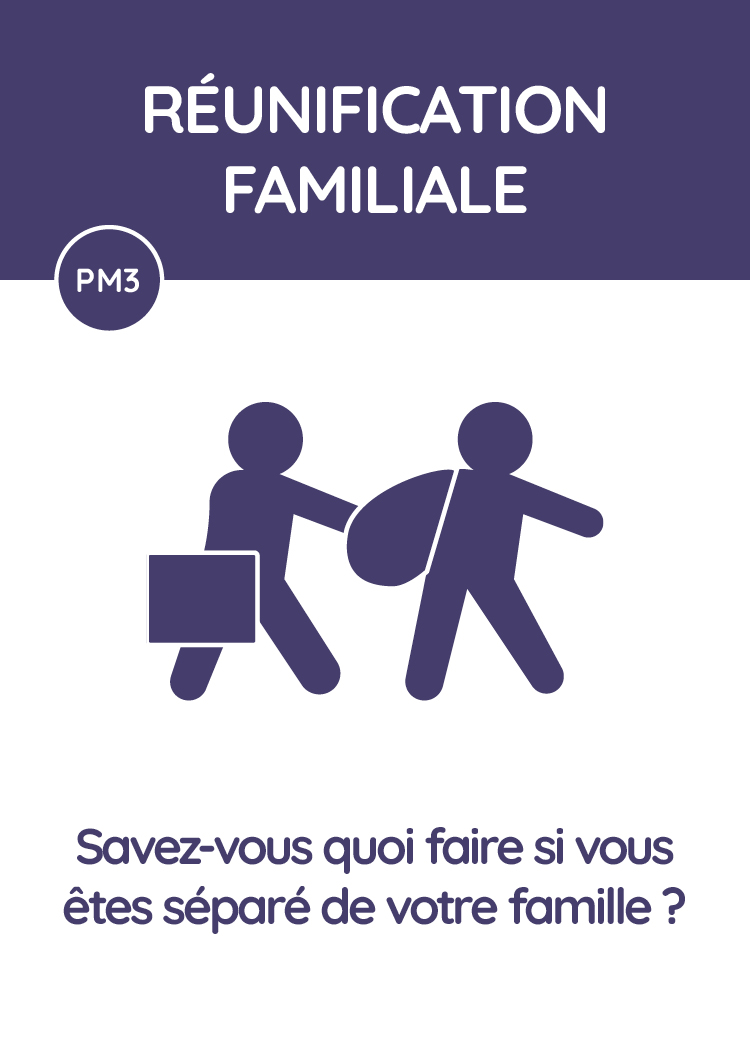 RÉUNIFICATION
FAMILIALE
PM3
Savez-vous quoi faire si vous
êtes séparé de votre famille ?